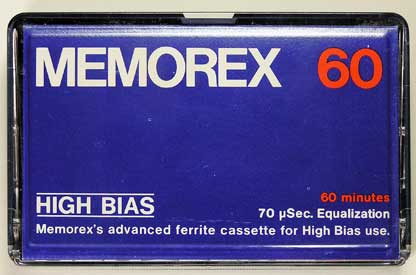 MEMOREX 60
60 minutes
HIGH BIAS
70 µSec. Equalization
Memorex's advanced ferrite cassette for High Bias use.